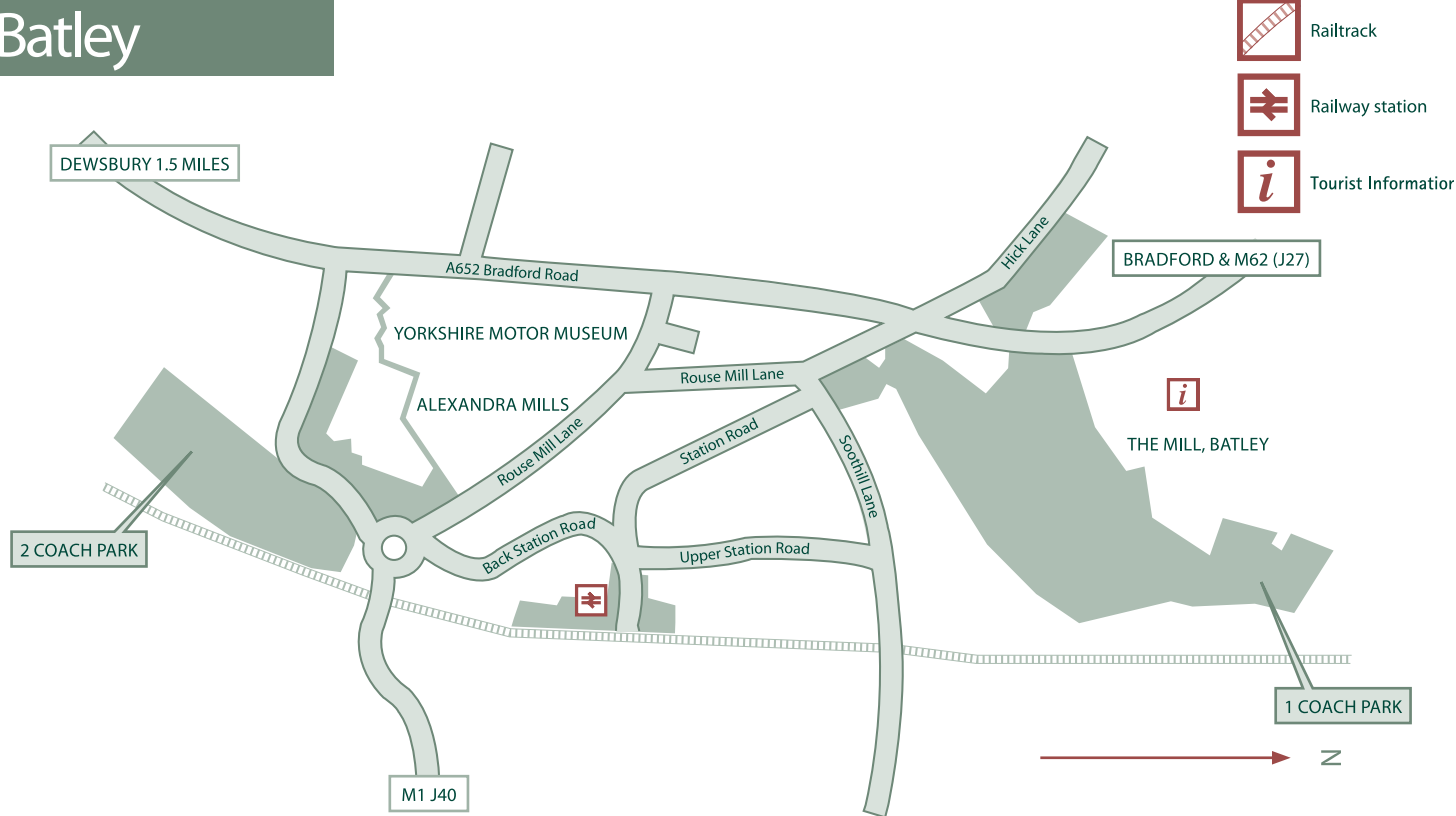 Batley
Railtrack
Railway station
Tourist Information
DEWSBURY 1.5 MILES
Hick Lane
BRADFORD & M62 (J27)
A652 Bradford Road
YORKSHIRE MOTOR MUSEUM
Rouse Mill Lane
i
ALEXANDRA MILLS
Rouse Mill Lane
Station Road
Soothill Lane
THE MILL, BATLEY
2 COACH PARK
Back Station Road
Upper Station Road
1 COACH PARK
N
M1 J40